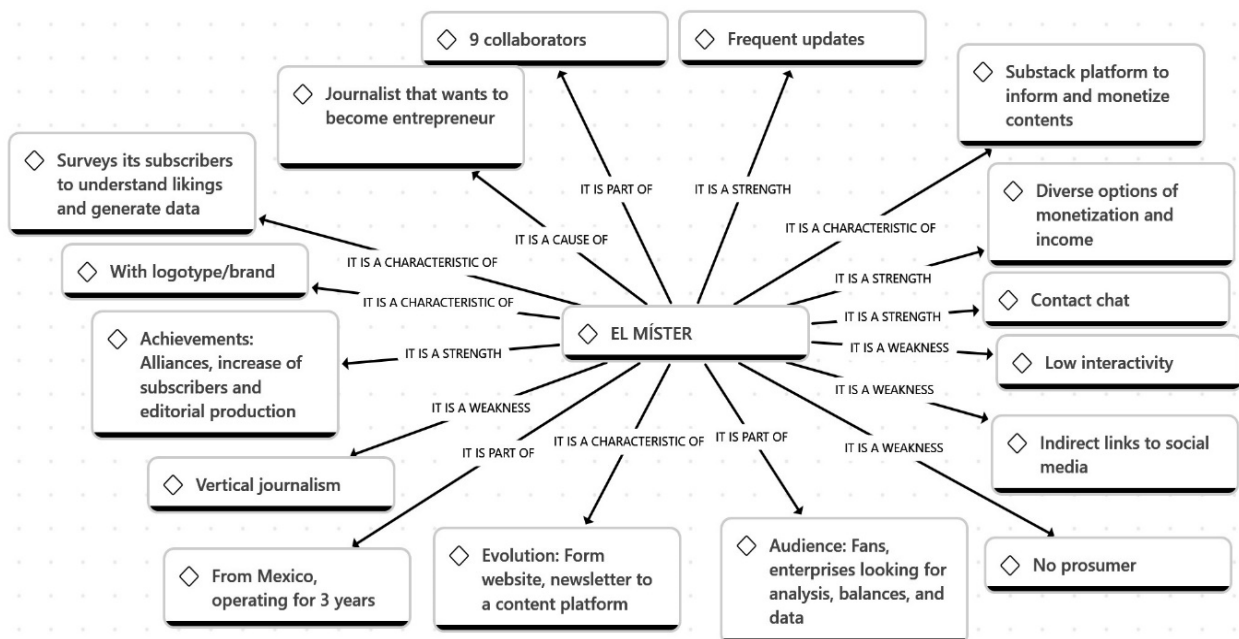 9 collaborators
Frequent updates
Journalist that wants to
become entrepreneur
Substack platform to
inform and monetize
contents
Surveys its subscribers
to understand likings
and generate data
Diverse options of
monetization and
income
With logotype/brand
Contact chat
Achievements:
Alliances, increase of
subscribers and
editorial production
EL MÍSTER
Low interactivity
Indirect links to social
media
Vertical journalism
From Mexico,
operating for 3 years
Evolution: Form
website, newsletter to
a content platform
Audience: Fans,
enterprises looking for
analysis, balances, and
data
No prosumer
IT IS PART OF
IT IS A STRENGTH
IT IS A CHARACTERISTIC OF
IT IS A CAUSE OF
IT IS A CHARACTERISTIC OF
IT IS A STRENGTH
IT IS A CHARACTERISTIC OF
IT IS A STRENGTH
IT IS A STRENGTH
IT IS A WEAKNESS
IT IS A WEAKNESS
IT IS A WEAKNESS
IT IS PART OF
IT IS A CHARACTERISTIC OF
IT IS PART OF
IT IS A WEAKNESS